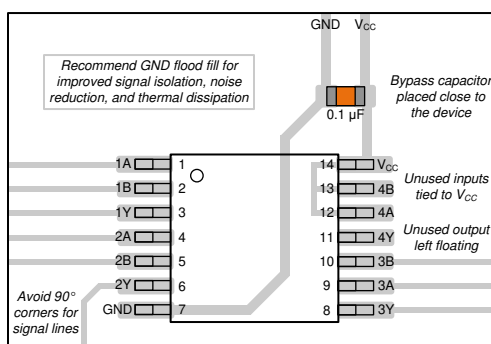 GND VCC
Recommend GND flood fill for
improved signal isolation, noise
reduction, and thermal dissipation
Bypass capacitor
placed close to
the device
0.1 µF
1A 1 14 VCC
1B 2 13 4B
1Y 3 12 4A
2A 4 11 4Y
2B 5 10 3B
2Y 6 9 3A
GND 7 8 3Y
Unused inputs
tied to VCC
Unused output
left floating
Avoid 90°
corners for
signal lines